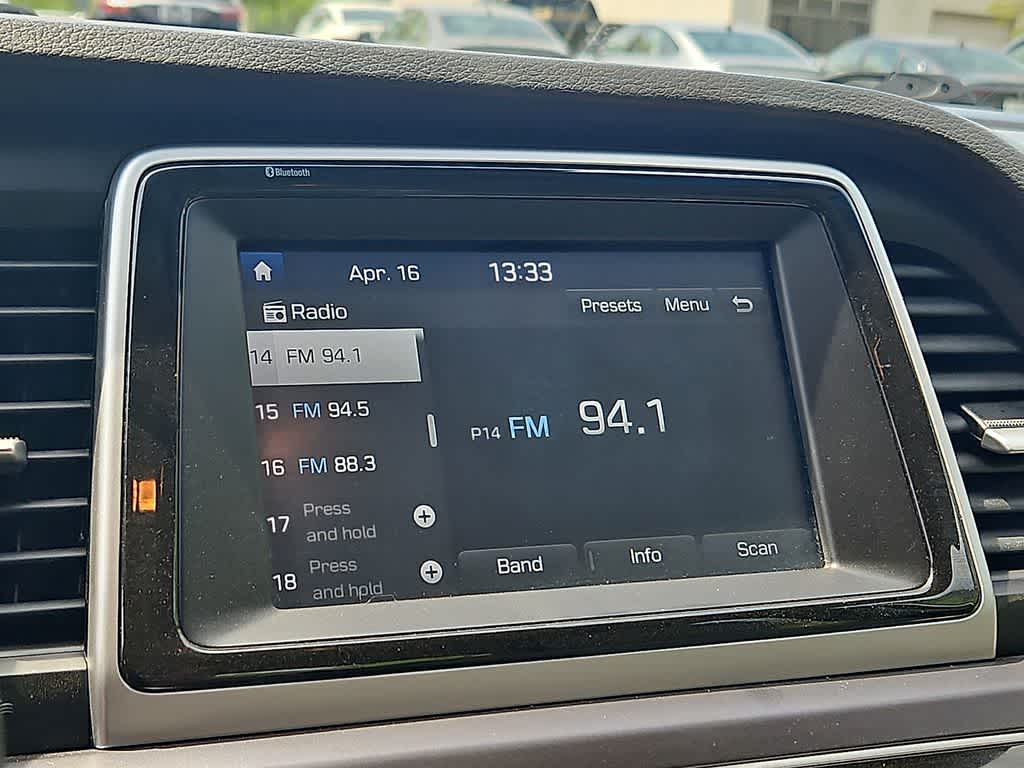 Bluetooth
Apr. 16 13:33
Radio Presets Menu
14 FM 94.1
15 FM 94.5
16 FM 88.3
17 Press
and hold
18 Press
and hold
P14 FM 94.1
Band Info Scan